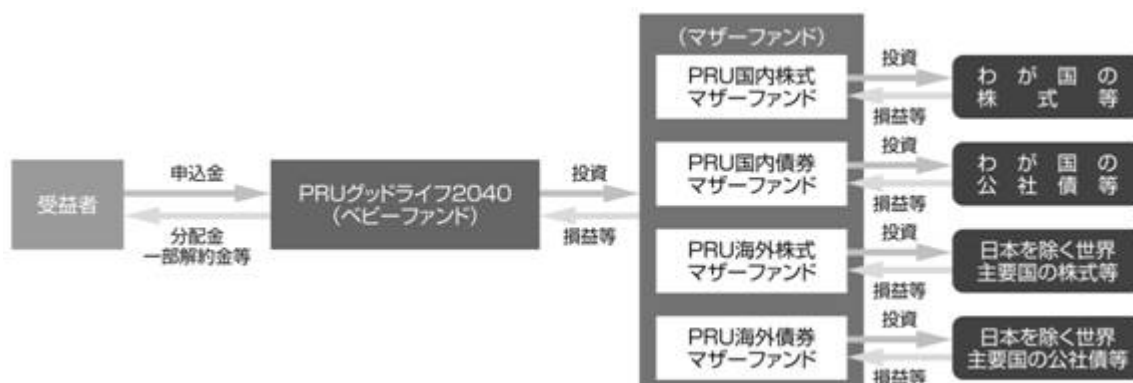 受益者
申込金
分配金
一部解約金等
PRUグッドライフ2040
(ベビーファンド)
投資
損益等
(マザーファンド)
PRU国内株式
マザーファンド
投資
損益等
わが国の
株式等
PRU国内債券
マザーファンド
投資
損益等
わが国の
公社債等
PRU海外株式
マザーファンド
投資
損益等
日本を除く世界
主要国の株式等
PRU海外債券
マザーファンド
投資
損益等
日本を除く世界
主要国の公社債等